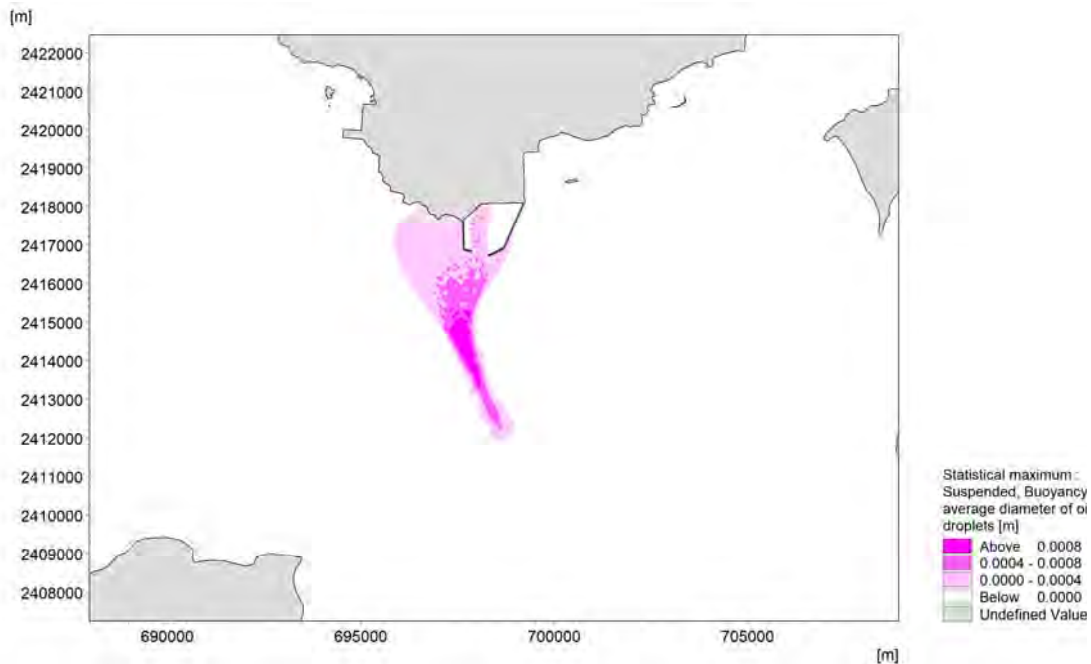 [m]
2422000
2421000
2420000
2419000
2418000
2417000
2416000
2415000
2414000
2413000
2412000
2411000
2410000
2409000
2408000
690000 695000 700000 705000
[m]
Statistical maximum :
Suspended, Buoyancy
average diameter of oi
droplets [m]
Above 0.0008
0.0004 - 0.0008
0.0000 - 0.0004
Below 0.0000
Undefined Value